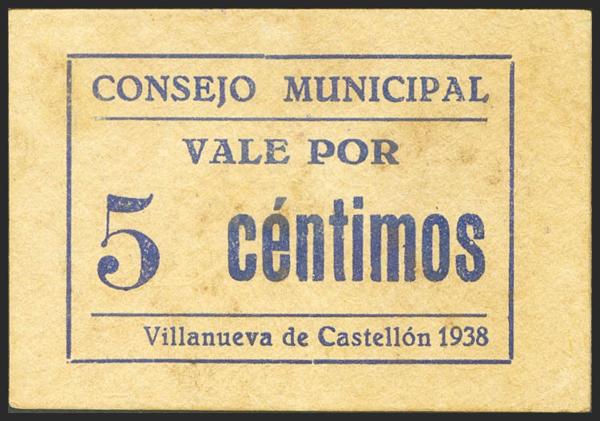 CONSEJO MUNICIPAL
VALE POR
5 céntimos
Villanueva de Castellón 1938